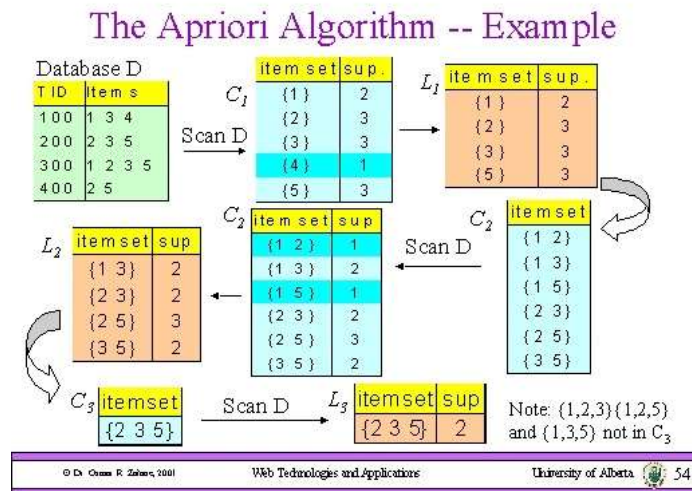 The Apriori Algorithm -- Example
Database D
TID Items
100 1 3 4
200 2 3 5
300 1 2 3 5
400 2 5
Scan D
C1
itemset sup.
{1} 2
{2} 3
{3} 3
{4} 1
{5} 3
L1
itemset sup.
{1} 2
{2} 3
{3} 3
{5} 3
C2
itemset
{1 2}
{1 3}
{1 5}
{2 3}
{2 5}
{3 5}
Scan D
C2
itemset sup
{1 2} 1
{1 3} 2
{1 5} 1
{2 3} 2
{2 5} 3
{3 5} 2
L2
itemset sup
{1 3} 2
{2 3} 2
{2 5} 3
{3 5} 2
C3
itemset
{2 3 5}
Scan D
L3
itemset sup
{2 3 5} 2
Note: {1,2,3}{1,2,5}
and {1,3,5} not in C3
© Dr. Osmar R. Zaïane, 2001
Web Technologies and Applications
University of Alberta
54